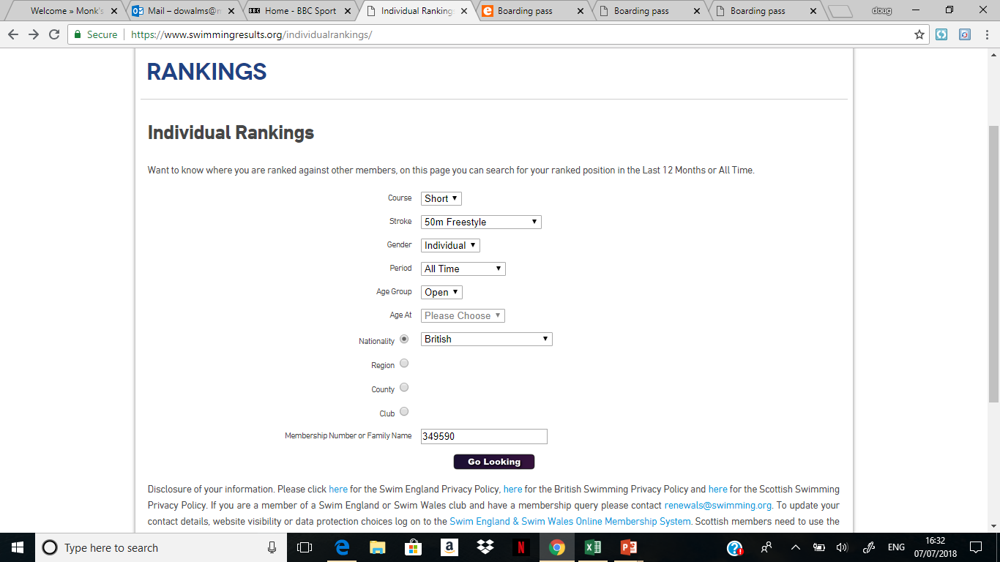 Welcome » Monk's
Mail – dowalms@m
BBC Home - BBC Sport
Individual Rankings
Boarding pass
Boarding pass
Boarding pass
doug
Secure https://www.swimmingresults.org/individualrankings/
RANKINGS
Individual Rankings
Want to know where you are ranked against other members, on this page you can search for your ranked position in the Last 12 Months or All Time.
Course Short
Stroke 50m Freestyle
Gender Individual
Period All Time
Age Group Open
Age At Please Choose
Nationality British
Region
County
Club
Membership Number or Family Name 349590
Go Looking
Disclosure of your information. Please click here for the Swim England Privacy Policy, here for the British Swimming Privacy Policy and here for the Scottish Swimming
Privacy Policy. If you are a member of a Swim England or Swim Wales club and have a membership query please contact renewals@swimming.org. To update your
contact details, website visibility or data protection choices log on to the Swim England & Swim Wales Online Membership System. Scottish members need to use the
Type here to search
ENG
16:32
07/07/2018